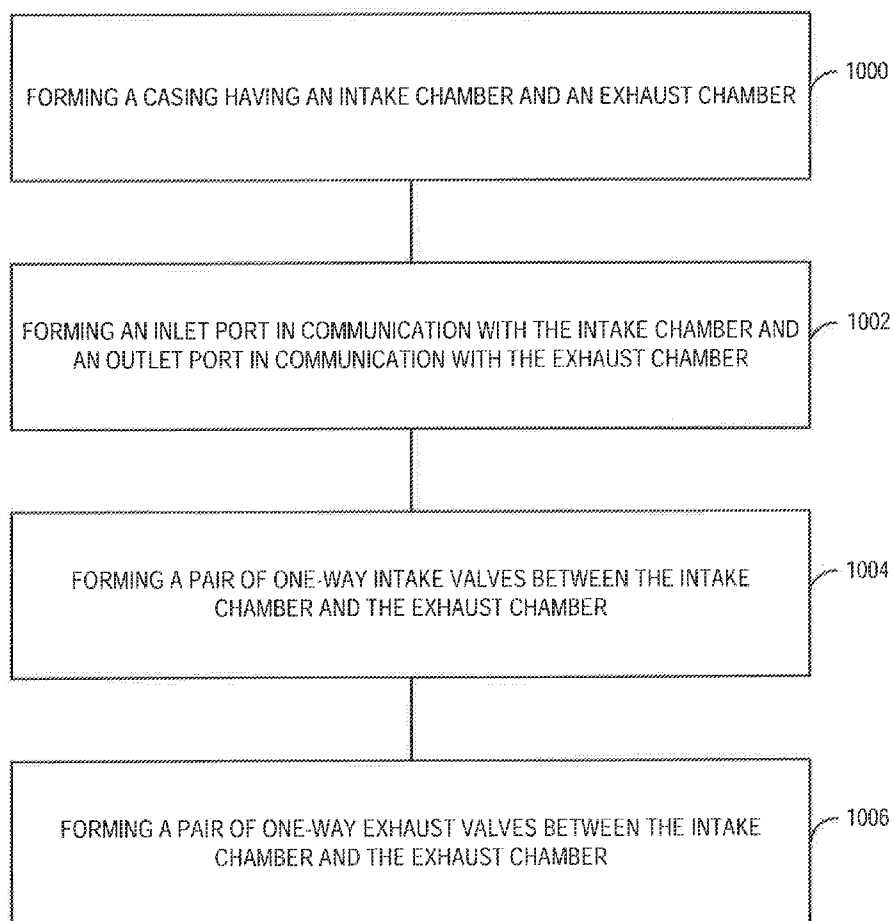 FORMING A CASING HAVING AN INTAKE CHAMBER AND AN EXHAUST CHAMBER
1000
FORMING AN INLET PORT IN COMMUNICATION WITH THE INTAKE CHAMBER AND
AN OUTLET PORT IN COMMUNICATION WITH THE EXHAUST CHAMBER
1002
FORMING A PAIR OF ONE-WAY INTAKE VALVES BETWEEN THE INTAKE
CHAMBER AND THE EXHAUST CHAMBER
1004
FORMING A PAIR OF ONE-WAY EXHAUST VALVES BETWEEN THE INTAKE
CHAMBER AND THE EXHAUST CHAMBER
1006